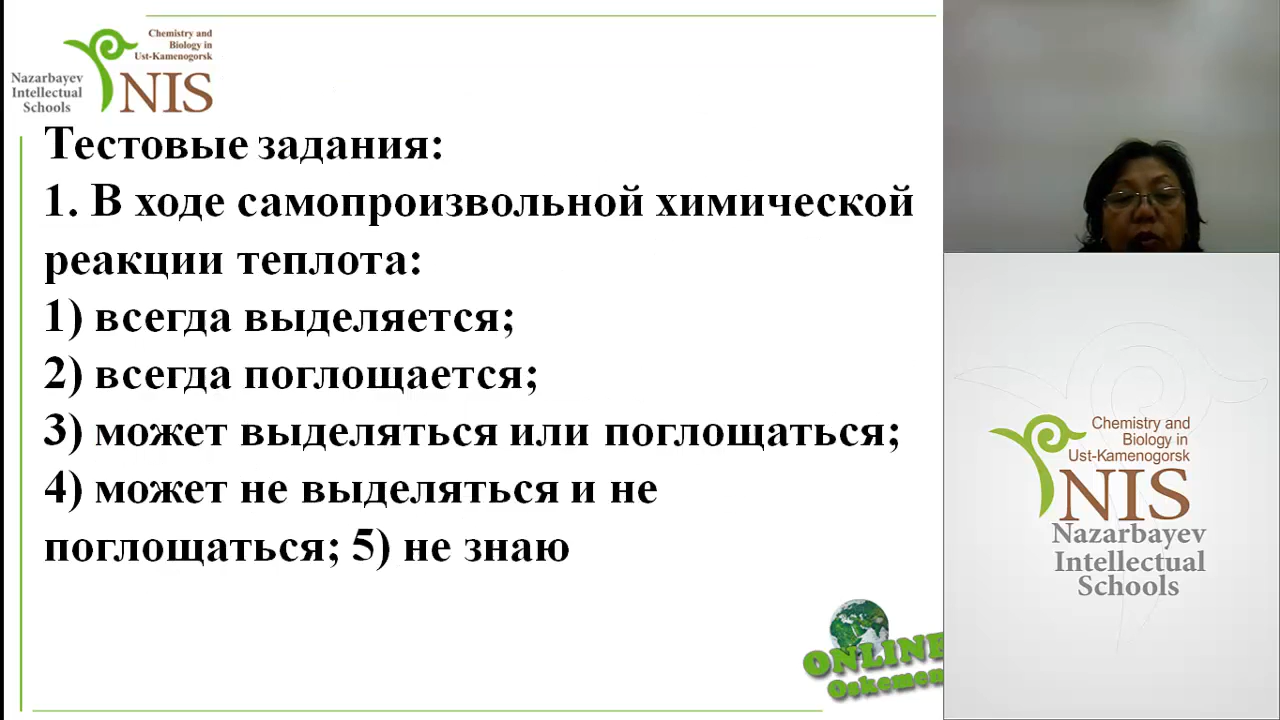 Chemistry and
Biology in
Ust-Kamenogorsk
Nazarbayev
Intellectual
Schools
NIS
Тестовые задания:
1. В ходе самопроизвольной химической
реакции теплота:
1) всегда выделяется;
2) всегда поглощается;
3) может выделяться или поглощаться;
4) может не выделяться и не
поглощаться; 5) не знаю
ONLINE
Oskemen
Chemistry and
Biology in
Ust-Kamenogorsk
NIS
Nazarbayev
Intellectual
Schools